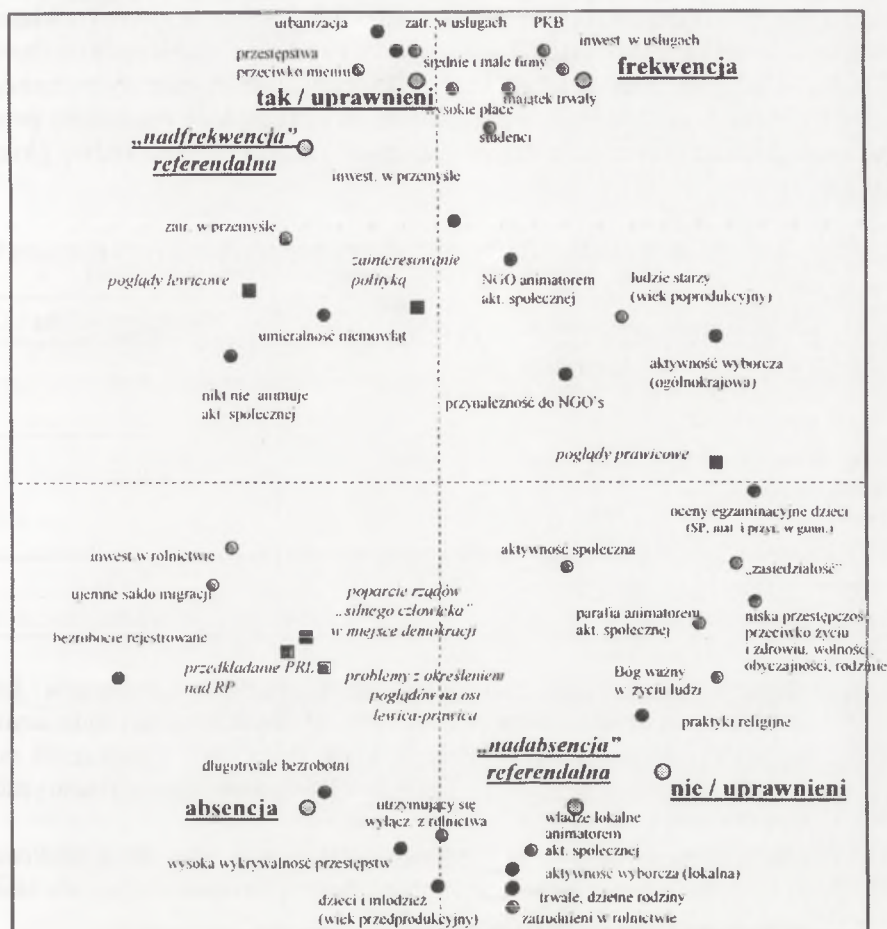 urbanizacja
zatr. w usługach
PKB
inwest. w usługach
przestępstwa
przeciwko mieniu
średnie i małe firmy
frekwencja
tak / uprawnieni
wysokie płace
majątek trwały
studenci
„nadfrekwencja”
referendalna
inwest. w przemyśle
zatr. w przemyśle
zainteresowanie
polityką
NGO animatorem
akt. społecznej
ludzie starzy
(wiek poprodukcyjny)
poglądy lewicowe
umieralność niemowląt
aktywność wyborcza
(ogólnokrajowa)
nikt nie animuje
akt. społecznej
przynależność do NGO's
poglądy prawicowe
oceny egzaminacyjne dzieci
(SP, mat. i przyr. w gimn.)
inwest w rolnictwie
aktywność społeczna
„zasiedziałość”
ujemne saldo migracji
poparcie rządów
„silnego człowieka”
w miejsce demokracji
parafia animatorem
akt. społecznej
niska przestępczość
przeciwko życiu
i zdrowiu, wolności,
obyczajności, rodzinie
bezrobocie rejestrowane
przedkładanie PRL
nad RP
problemy z określeniem
poglądów na osi
lewica-prawica
Bóg ważny
w życiu ludzi
praktyki religijne
„nadabsencja”
referendalna
długotrwale bezrobotni
nie / uprawnieni
absencja
utrzymujący się
wyłącz. z rolnictwa
władze lokalne
animatorem
akt. społecznej
wysoka wykrywalność przestępstw
aktywność wyborcza (lokalna)
dzieci i młodzież
(wiek przedprodukcyjny)
trwałe, dzietne rodziny
zatrudnieni w rolnictwie